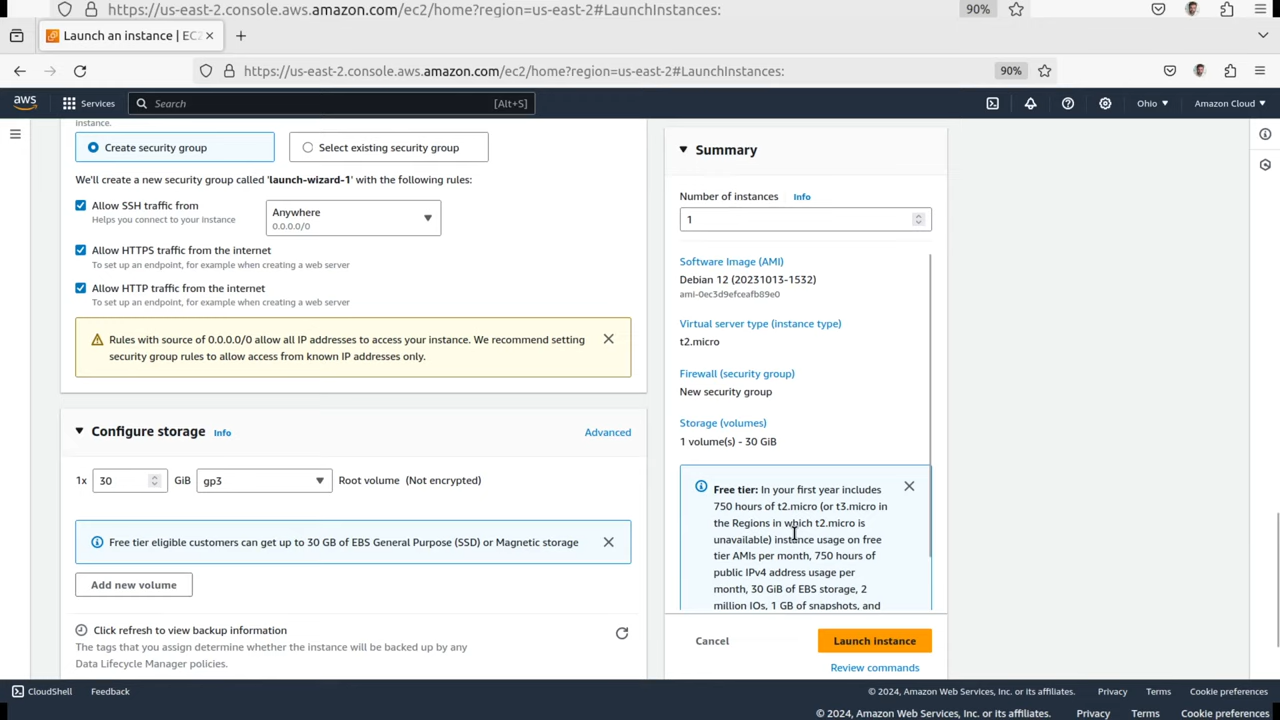 https://us-east-2.console.aws.amazon.com/ec2/home?region=us-east-2#LaunchInstances:
90%
Launch an instance | EC2
https://us-east-2.console.aws.amazon.com/ec2/home?region=us-east-2#LaunchInstances:
90%
aws
Services
Search
[Alt+S]
Ohio
Amazon Cloud
instance.
Create security group
Select existing security group
We'll create a new security group called 'launch-wizard-1' with the following rules:
Allow SSH traffic from
Helps you connect to your instance
Anywhere
0.0.0.0/0
Allow HTTPS traffic from the internet
To set up an endpoint, for example when creating a web server
Allow HTTP traffic from the internet
To set up an endpoint, for example when creating a web server
Rules with source of 0.0.0.0/0 allow all IP addresses to access your instance. We recommend setting
security group rules to allow access from known IP addresses only.
Configure storage
Info
Advanced
1x
30
GiB
gp3
Root volume (Not encrypted)
Free tier eligible customers can get up to 30 GB of EBS General Purpose (SSD) or Magnetic storage
Add new volume
Click refresh to view backup information
The tags that you assign determine whether the instance will be backed up by any
Data Lifecycle Manager policies.
Summary
Number of instances
Info
1
Software Image (AMI)
Debian 12 (20231013-1532)
ami-0ec3d9efceafb89e0
Virtual server type (instance type)
t2.micro
Firewall (security group)
New security group
Storage (volumes)
1 volume(s) - 30 GiB
Free tier: In your first year includes
750 hours of t2.micro (or t3.micro in
the Regions in which t2.micro is
unavailable) instance usage on free
tier AMIs per month, 750 hours of
public IPv4 address usage per
month, 30 GiB of EBS storage, 2
million IOs, 1 GB of snapshots, and
Cancel
Launch instance
Review commands
CloudShell
Feedback
© 2024, Amazon Web Services, Inc. or its affiliates.
Privacy
Terms
Cookie preferences
© 2024, Amazon Web Services, Inc. or its affiliates.
Privacy
Terms
Cookie preferences